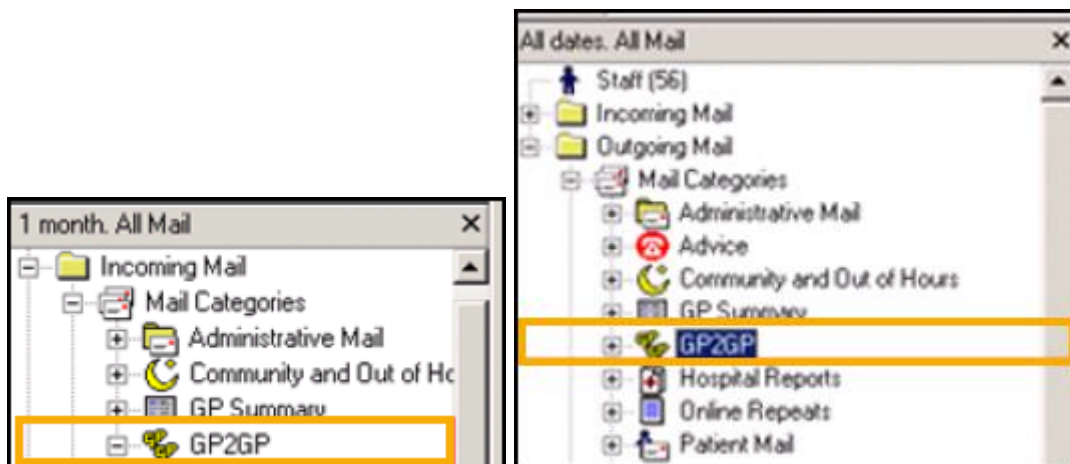 1 month. All Mail
Incoming Mail
Mail Categories
Administrative Mail
Community and Out of Hc
GP Summary
GP2GP
All dates. All Mail
Staff (56)
Incoming Mail
Outgoing Mail
Mail Categories
Administrative Mail
Advice
Community and Out of Hours
GP Summary
GP2GP
Hospital Reports
Online Repeats
Patient Mail